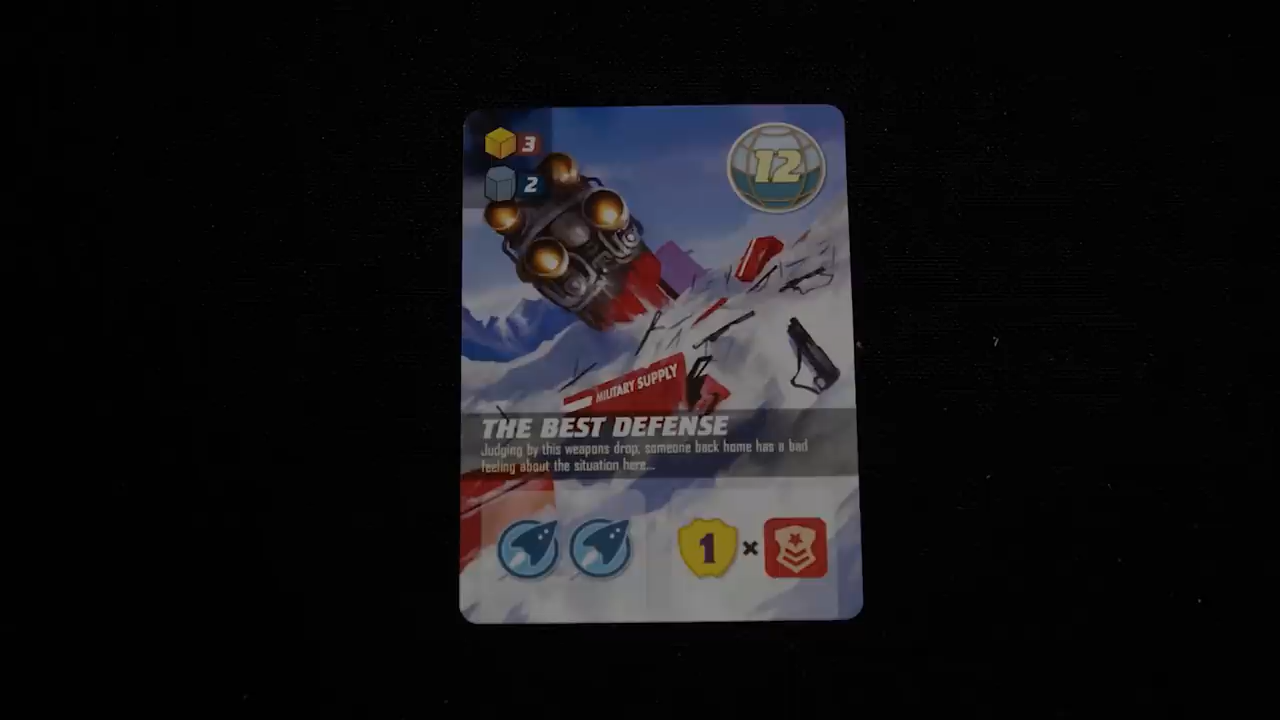 3
12
2
MILITARY SUPPLY
THE BEST DEFENSE
Judging by this weapons drop, someone back home has a bad
feeling about the situation here...
1 ×